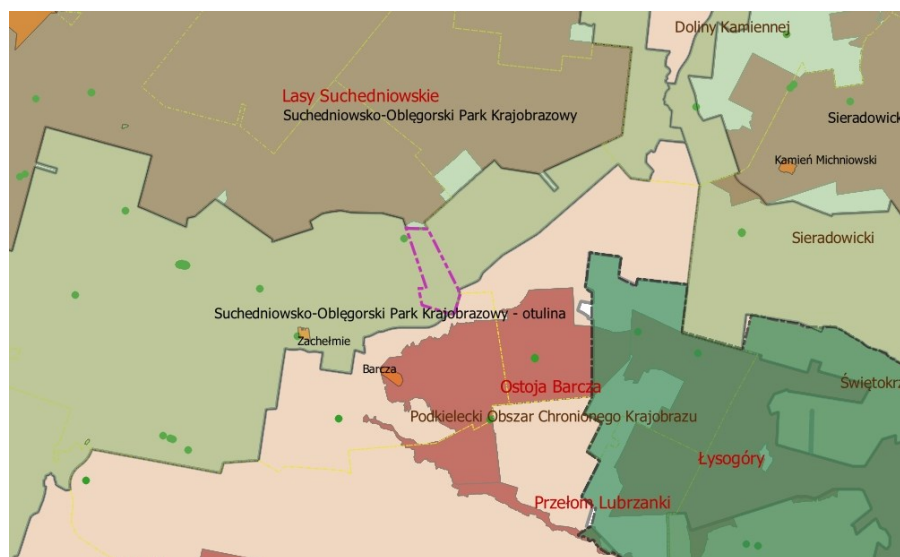 Doliny Kamiennej
Lasy Suchedniowskie
Suchedniowsko-Oblęgorski Park Krajobrazowy
Sieradowick
Kamień Michniowski
Sieradowicki
Suchedniowsko-Oblęgorski Park Krajobrazowy - otulina
Zachełmie
Barcza
Świętokrz
Ostoja Barcza
Podkielecki Obszar Chronionego Krajobrazu
Łysogóry
Przełom Lubrzanki